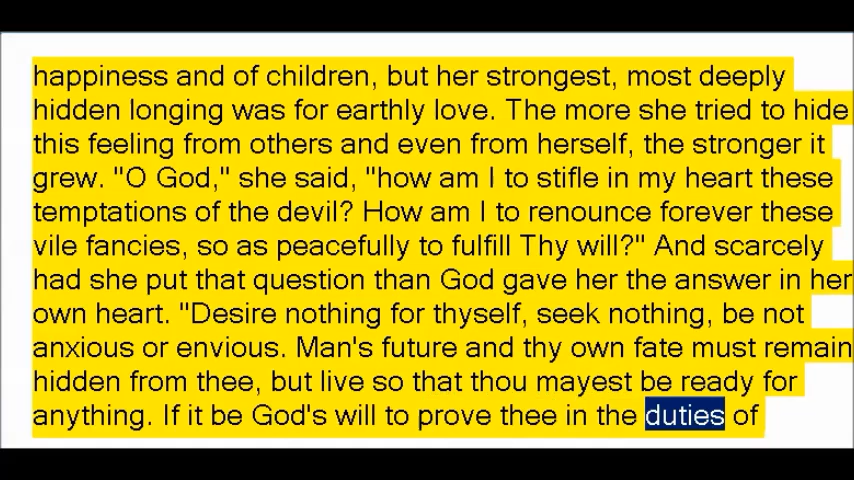 happiness and of children, but her strongest, most deeply
hidden longing was for earthly love. The more she tried to hide
this feeling from others and even from herself, the stronger it
grew. "O God," she said, "how am I to stifle in my heart these
temptations of the devil? How am I to renounce forever these
vile fancies, so as peacefully to fulfill Thy will?" And scarcely
had she put that question than God gave her the answer in her
own heart. "Desire nothing for thyself, seek nothing, be not
anxious or envious. Man's future and thy own fate must remain
hidden from thee, but live so that thou mayest be ready for
anything. If it be God's will to prove thee in the duties of